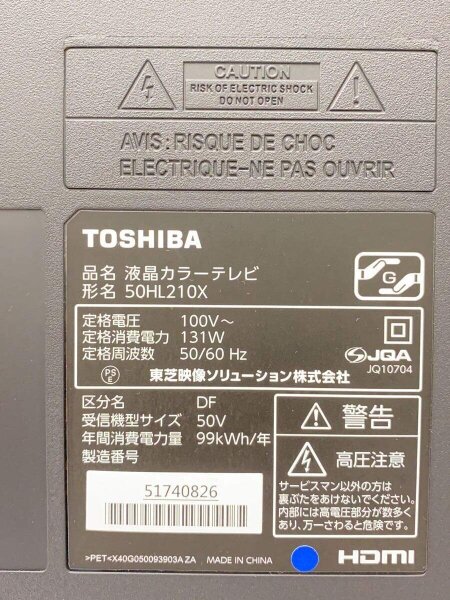 CAUTION
RISK OF ELECTRIC SHOCK
DO NOT OPEN
AVIS : RISQUE DE CHOC
ELECTRIQUE-NE PAS OUVRIR
TOSHIBA
品名 液晶カラーテレビ
形名 50HL210X
G
定格電圧 100V～
定格消費電力 131W
定格周波数 50/60 Hz
JQA
JQ10704
PS
E
東芝映像ソリューション株式会社
区分名 DF
受信機型サイズ 50V
年間消費電力量 99kWh/年
製造番号
51740826
警告
高圧注意
サービスマン以外の方は
裏ぶたをあけないでください。
内部には高電圧部分が数多く
あり、万一さわると危険です。
>PET< X40G050093903A ZA MADE IN CHINA
HDMI